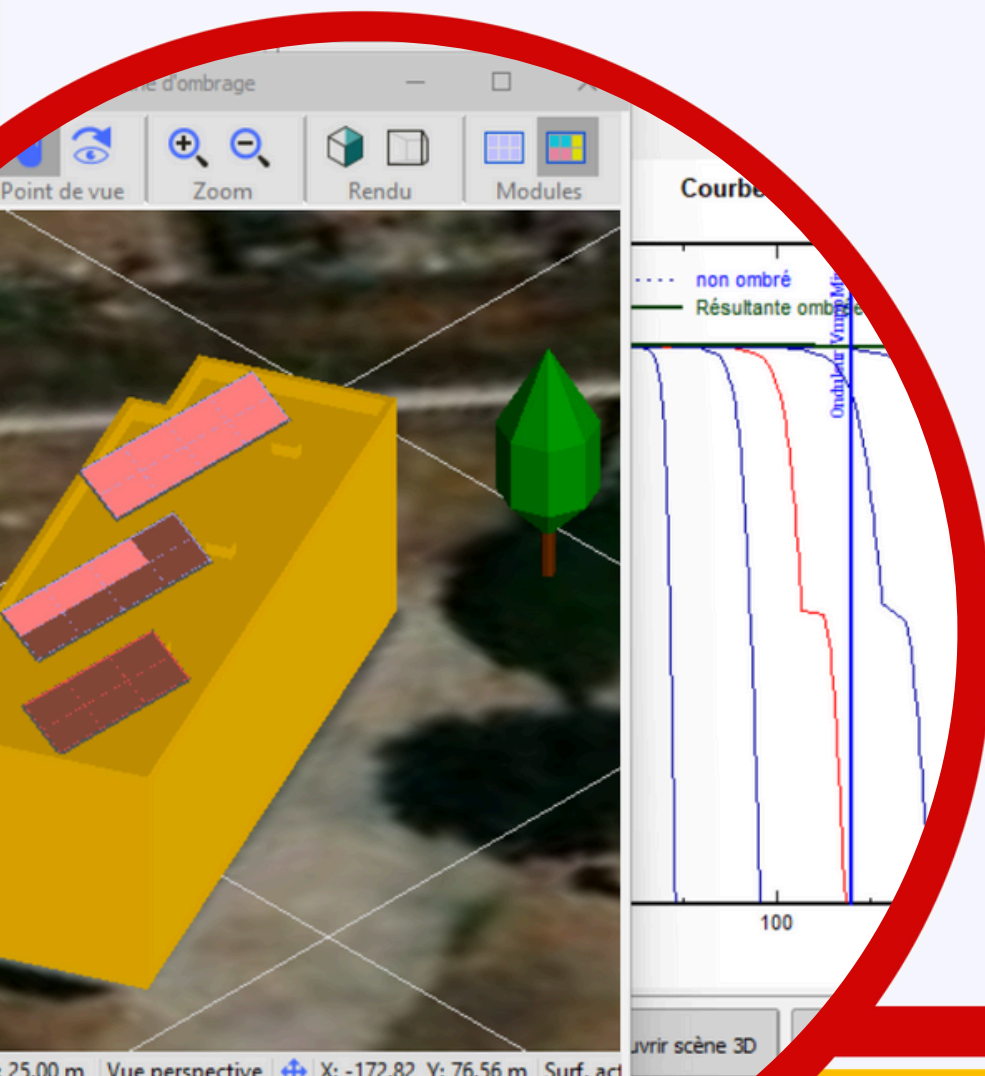 d'ombrage
Point de vue
Zoom
Rendu
Modules
Courbe
non ombré
Résultante
Onduleur
100
uvrir scène 3D
25.00 m
Vue perspective
X: -172.82 Y: 76.56 m
Surf. act